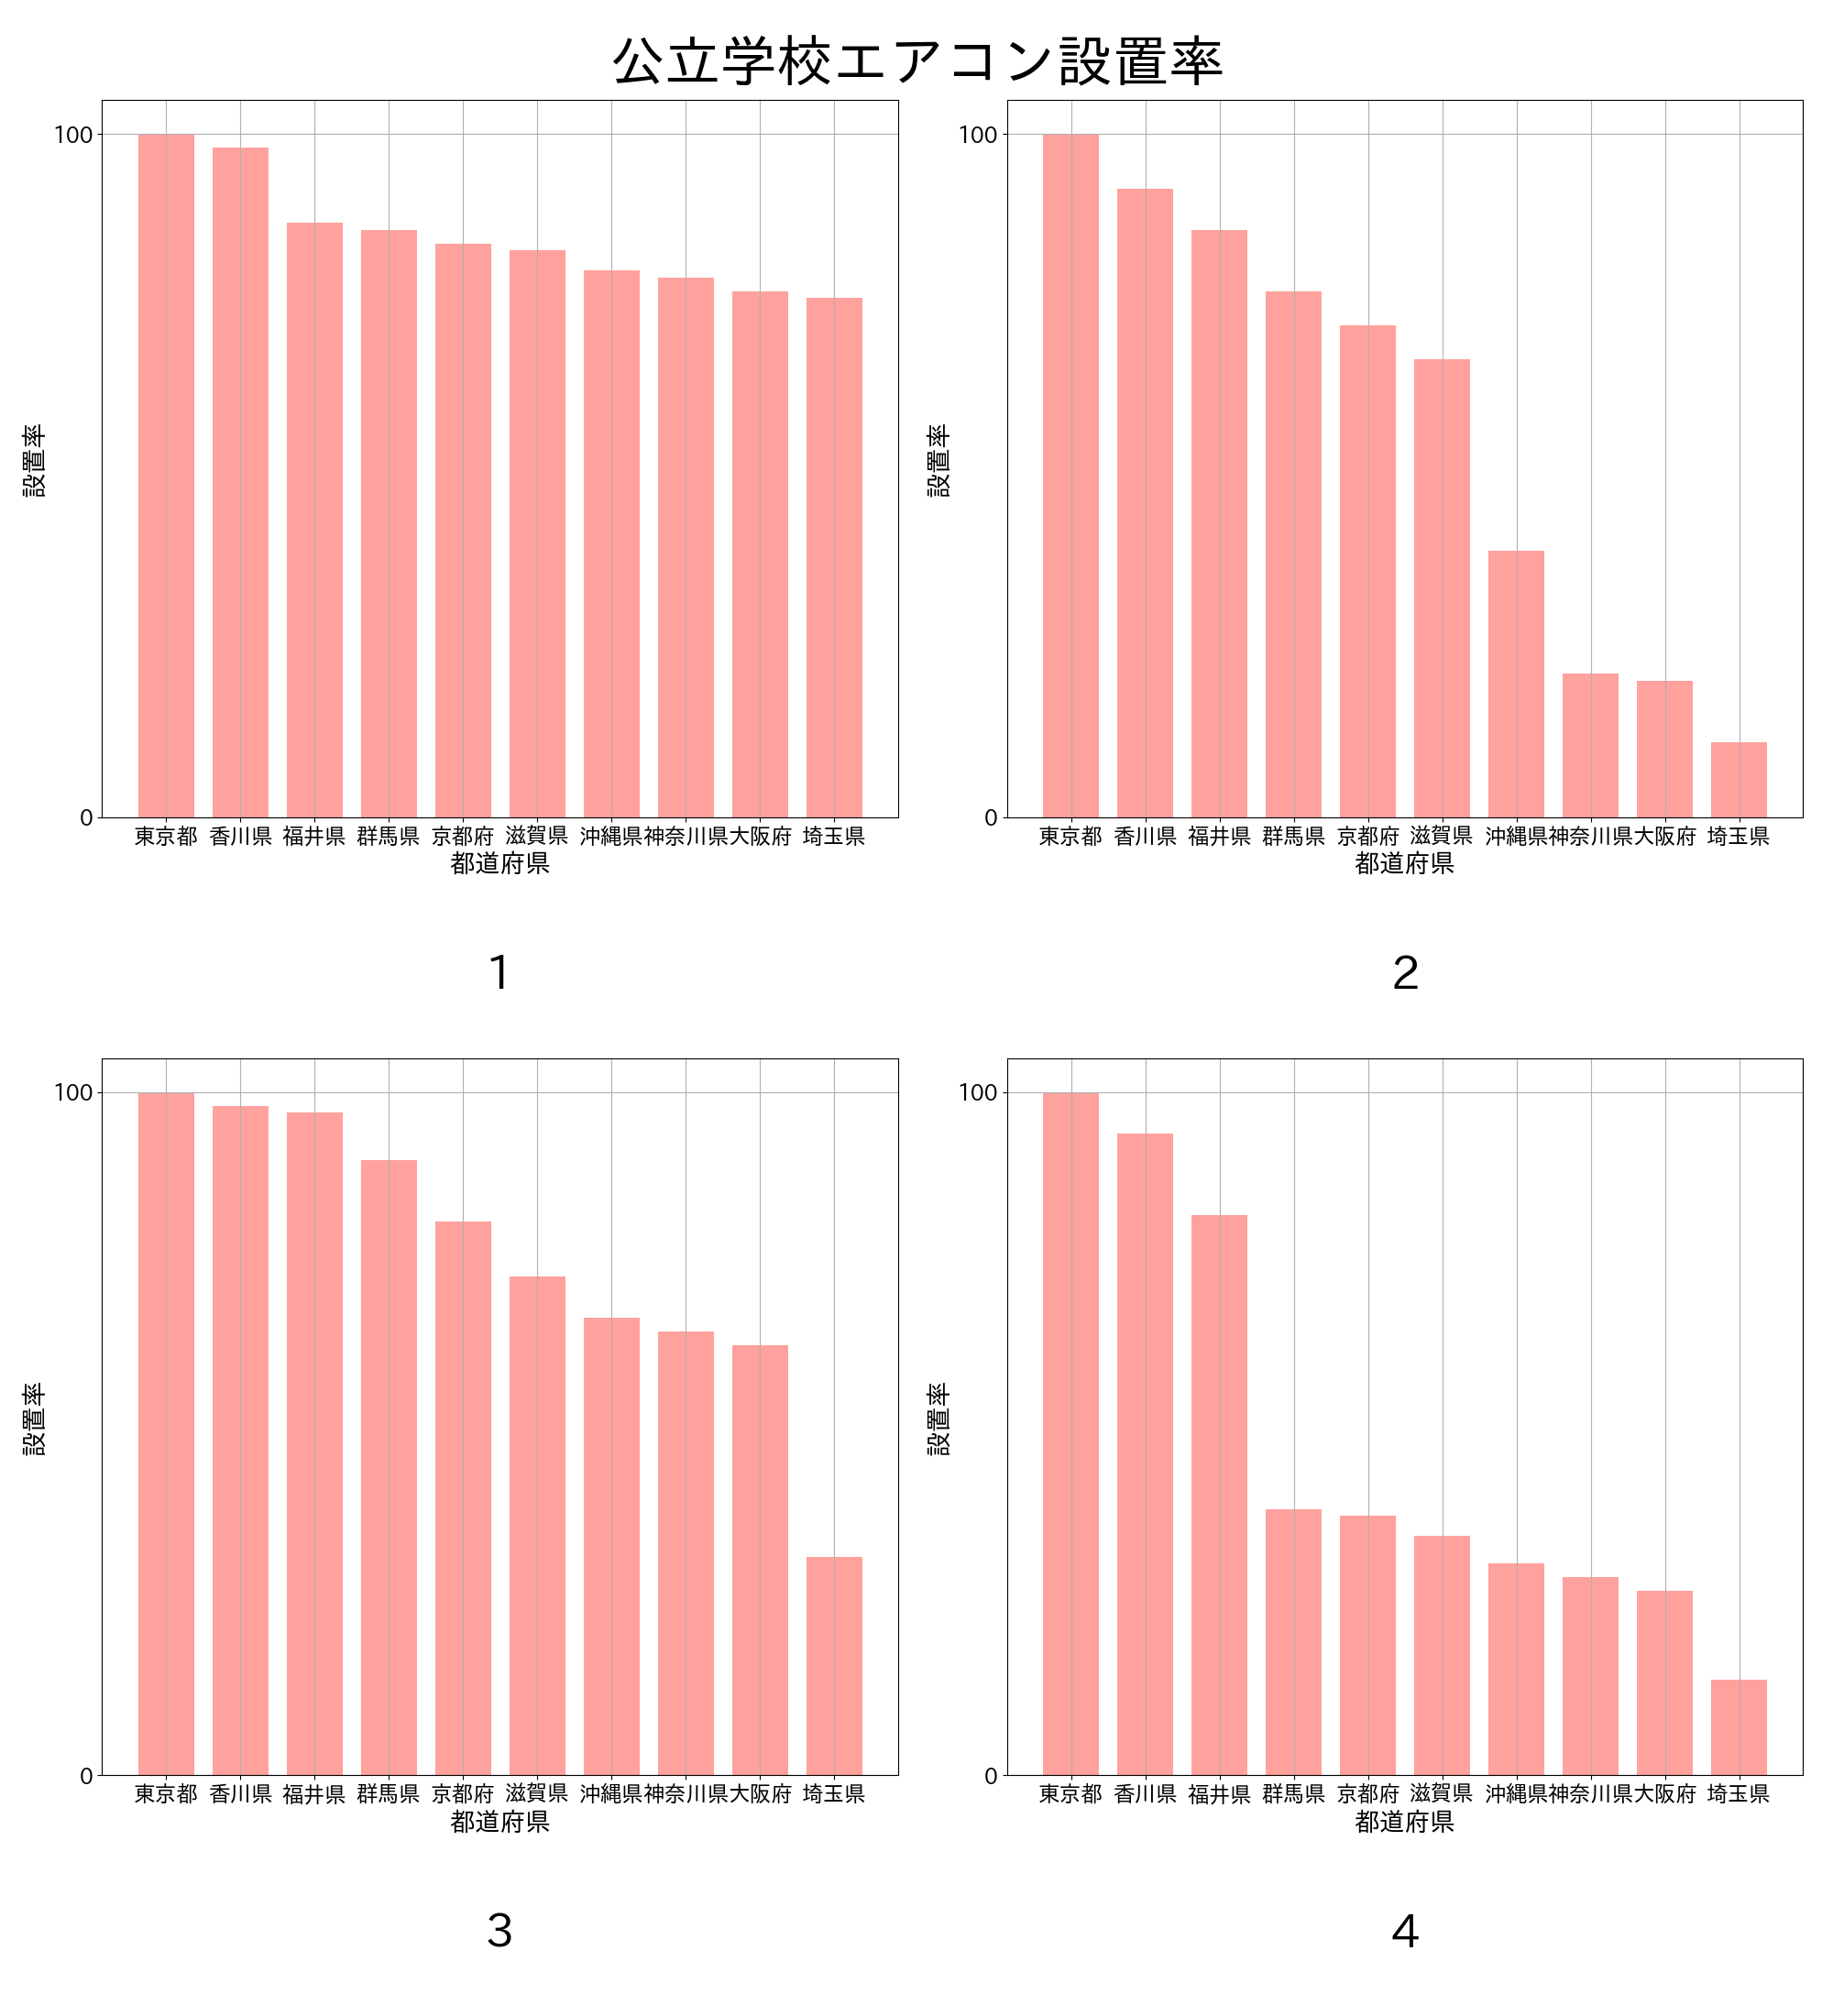 公立学校エアコン設置率
100
0
設置率
東京都 香川県 福井県 群馬県 京都府 滋賀県 沖縄県 神奈川県 大阪府 埼玉県
都道府県
1
100
0
設置率
東京都 香川県 福井県 群馬県 京都府 滋賀県 沖縄県 神奈川県 大阪府 埼玉県
都道府県
2
100
0
設置率
東京都 香川県 福井県 群馬県 京都府 滋賀県 沖縄県 神奈川県 大阪府 埼玉県
都道府県
3
100
0
設置率
東京都 香川県 福井県 群馬県 京都府 滋賀県 沖縄県 神奈川県 大阪府 埼玉県
都道府県
4